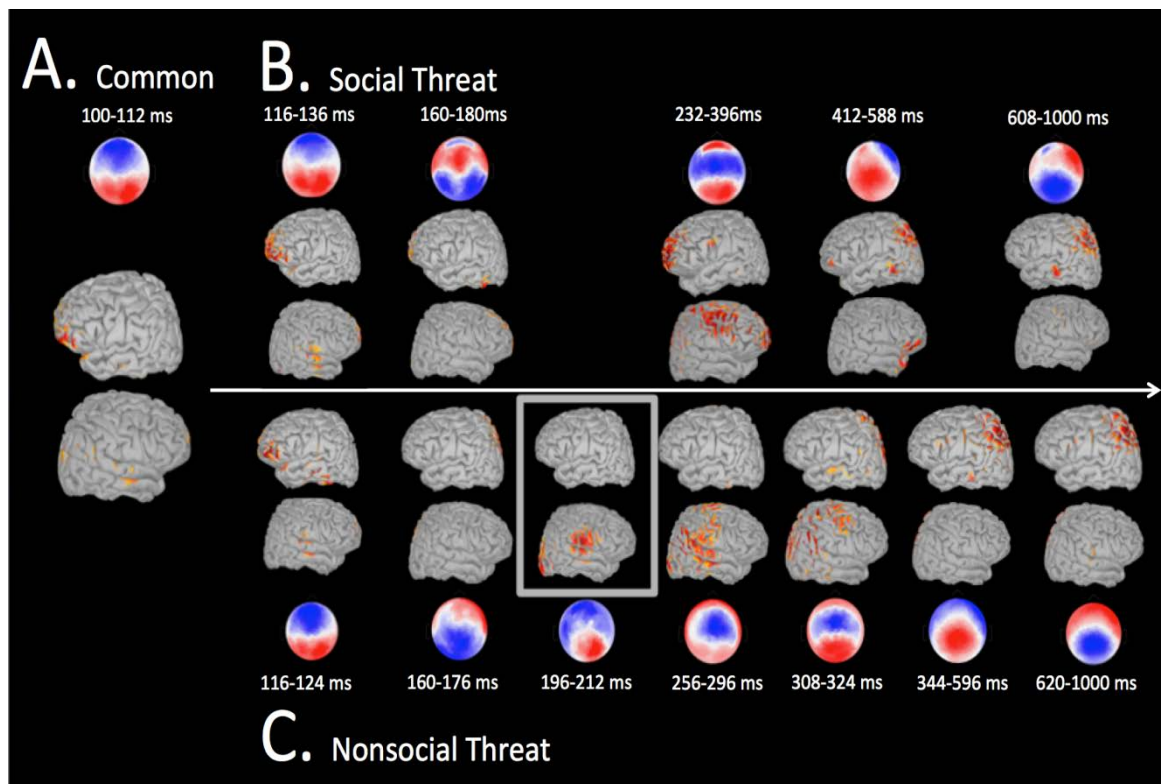 A. Common
100-112 ms
B. Social Threat
116-136 ms
160-180ms
232-396ms
412-588 ms
608-1000 ms
116-124 ms
160-176 ms
196-212 ms
256-296 ms
308-324 ms
344-596 ms
620-1000 ms
C. Nonsocial Threat